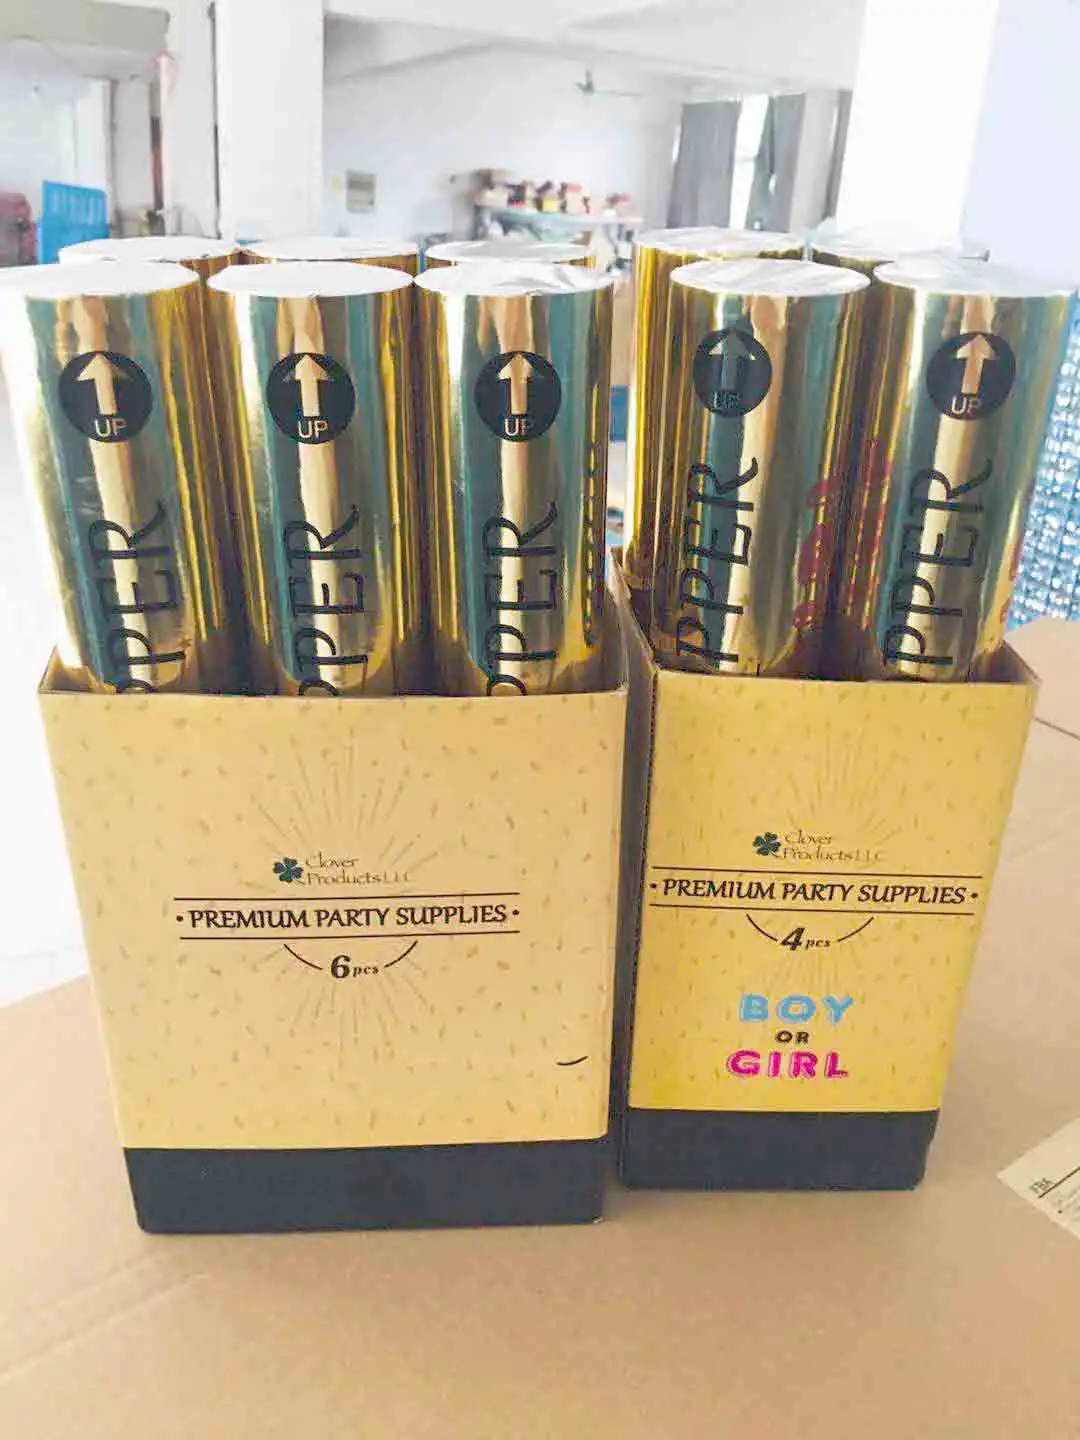 UP
UP
UP
UP
UP
PPER
PPER
PPER
PPER
PPER
Clover
Products LLC
• PREMIUM PARTY SUPPLIES •
6pcs
Clover
Products LLC
• PREMIUM PARTY SUPPLIES •
4pcs
BOY
OR
GIRL
FBA